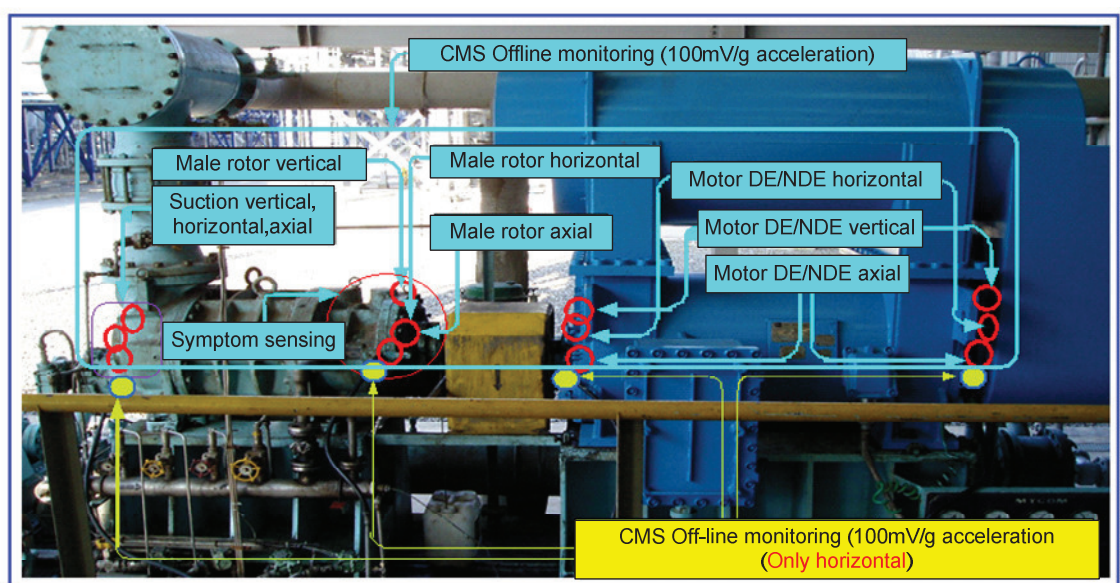 CMS Offline monitoring (100mV/g acceleration)
Male rotor vertical
Male rotor horizontal
Motor DE/NDE horizontal
Suction vertical,
horizontal,axial
Male rotor axial
Motor DE/NDE vertical
Motor DE/NDE axial
Symptom sensing
MYCOM
CMS Off-line monitoring (100mV/g acceleration
(Only horizontal)